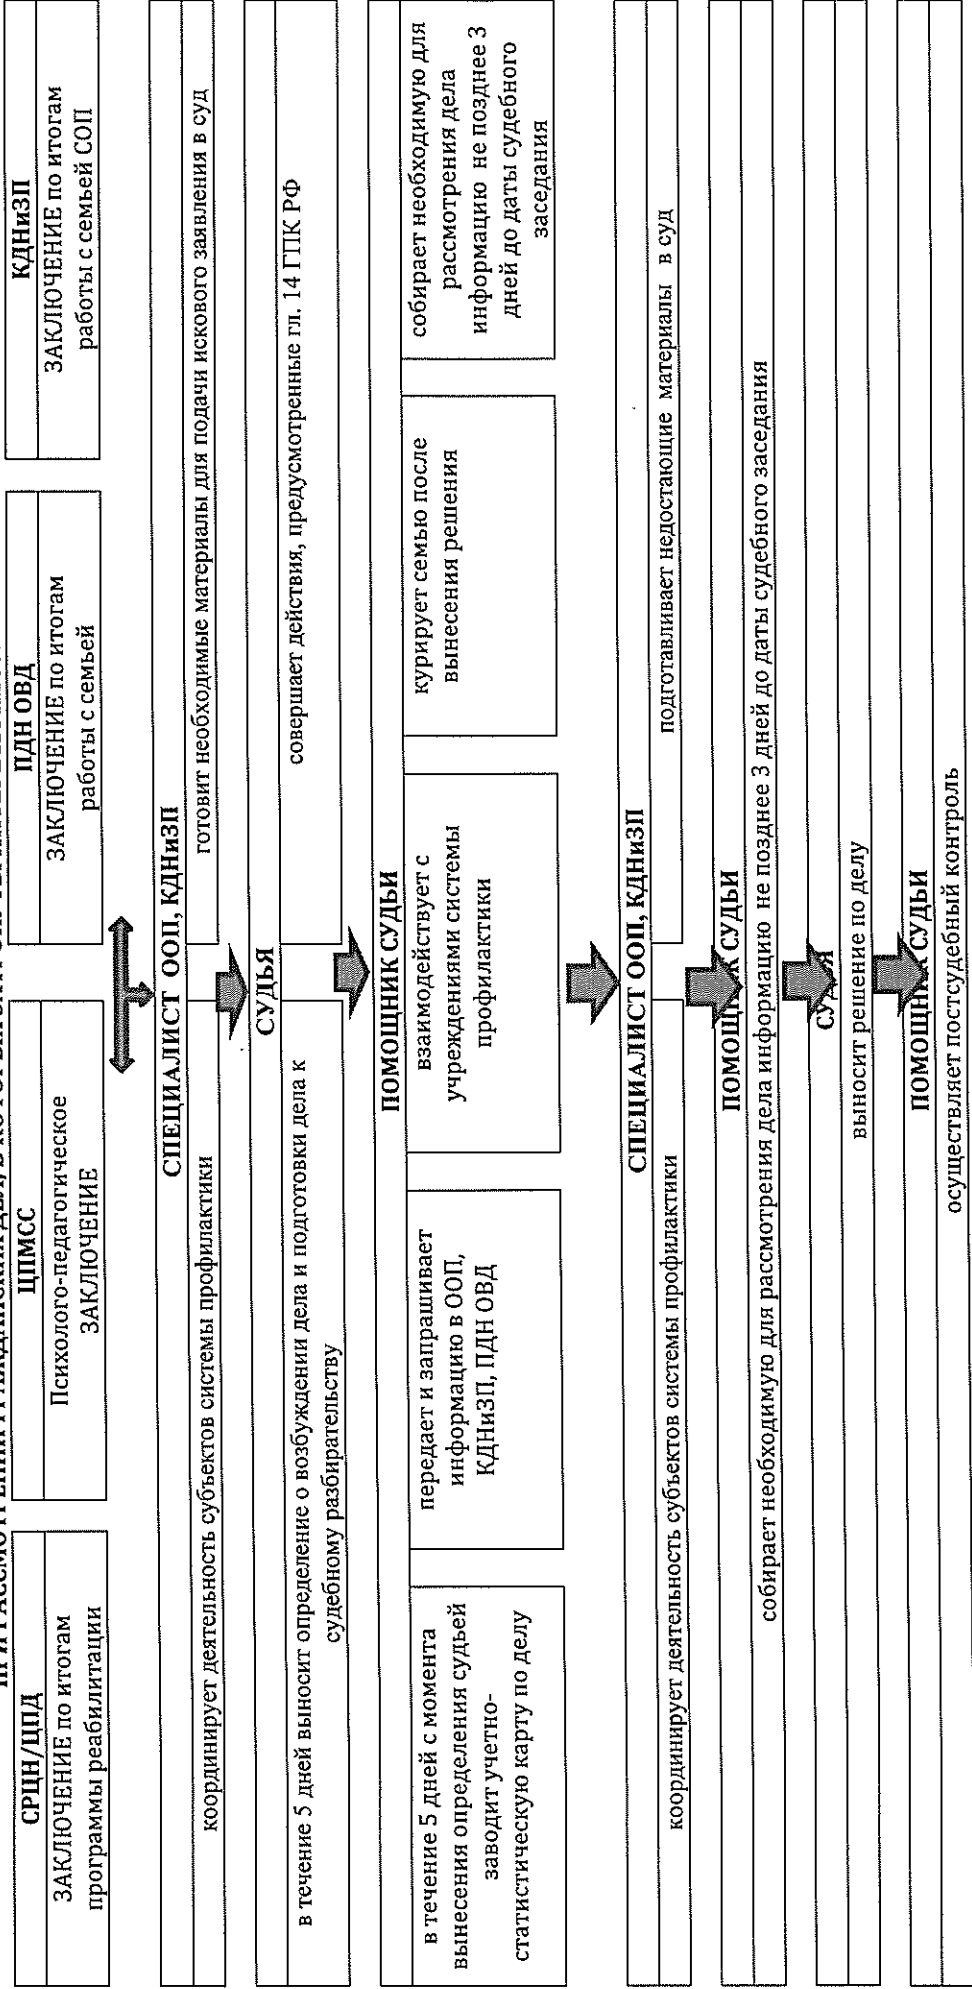 СРЦН/ЦПД
ЗАКЛЮЧЕНИЕ по итогам
программы реабилитации
ЦПМСС
Психолого-педагогическое
ЗАКЛЮЧЕНИЕ
ПДН ОВД
ЗАКЛЮЧЕНИЕ по итогам
работы с семьей
КДНиЗП
ЗАКЛЮЧЕНИЕ по итогам
работы с семьей СОП
СПЕЦИАЛИСТ ООП, КДНиЗП
координирует деятельность субъектов системы профилактики
готовит необходимые материалы для подачи искового заявления в суд
СУДЬЯ
в течение 5 дней выносит определение о возбуждении дела и подготовки дела к
судебному разбирательству
совершает действия, предусмотренные гл. 14 ГПК РФ
ПОМОЩНИК СУДЬИ
в течение 5 дней с момента
вынесения определения судьей
заводит учетно-
статистическую карту по делу
передает и запрашивает
информацию в ООП,
КДНиЗП, ПДН ОВД
взаимодействует с
учреждениями системы
профилактики
курирует семью после
вынесения решения
собирает необходимую для
рассмотрения дела
информацию не позднее 3
дней до даты судебного
заседания
СПЕЦИАЛИСТ ООП, КДНиЗП
координирует деятельность субъектов системы профилактики
подготавливает недостающие материалы в суд
ПОМОЩНИК СУДЬИ
собирает необходимую для рассмотрения дела информацию не позднее 3 дней до даты судебного заседания
СУДЬЯ
выносит решение по делу
ПОМОЩНИК СУДЬИ
осуществляет постсудебный контроль